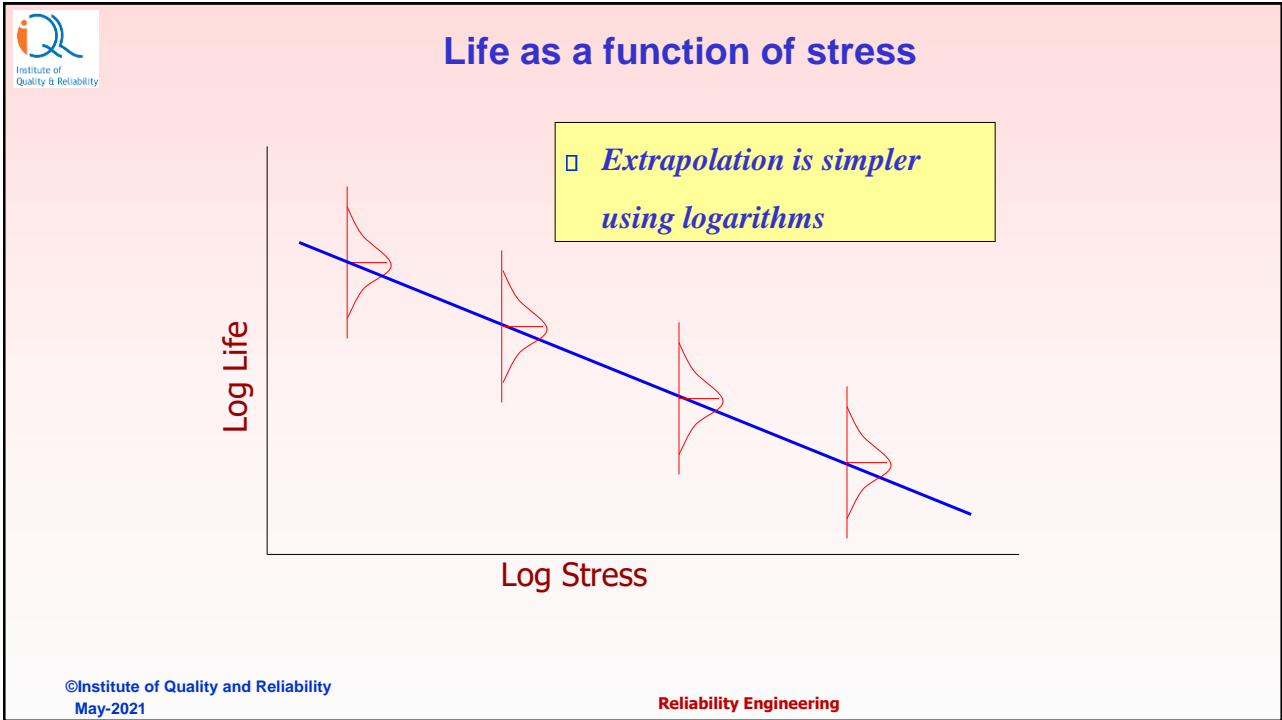 iQR
Institute of
Quality & Reliability
Life as a function of stress
Extrapolation is simpler
using logarithms
Log Life
Log Stress
©Institute of Quality and Reliability
May-2021
Reliability Engineering